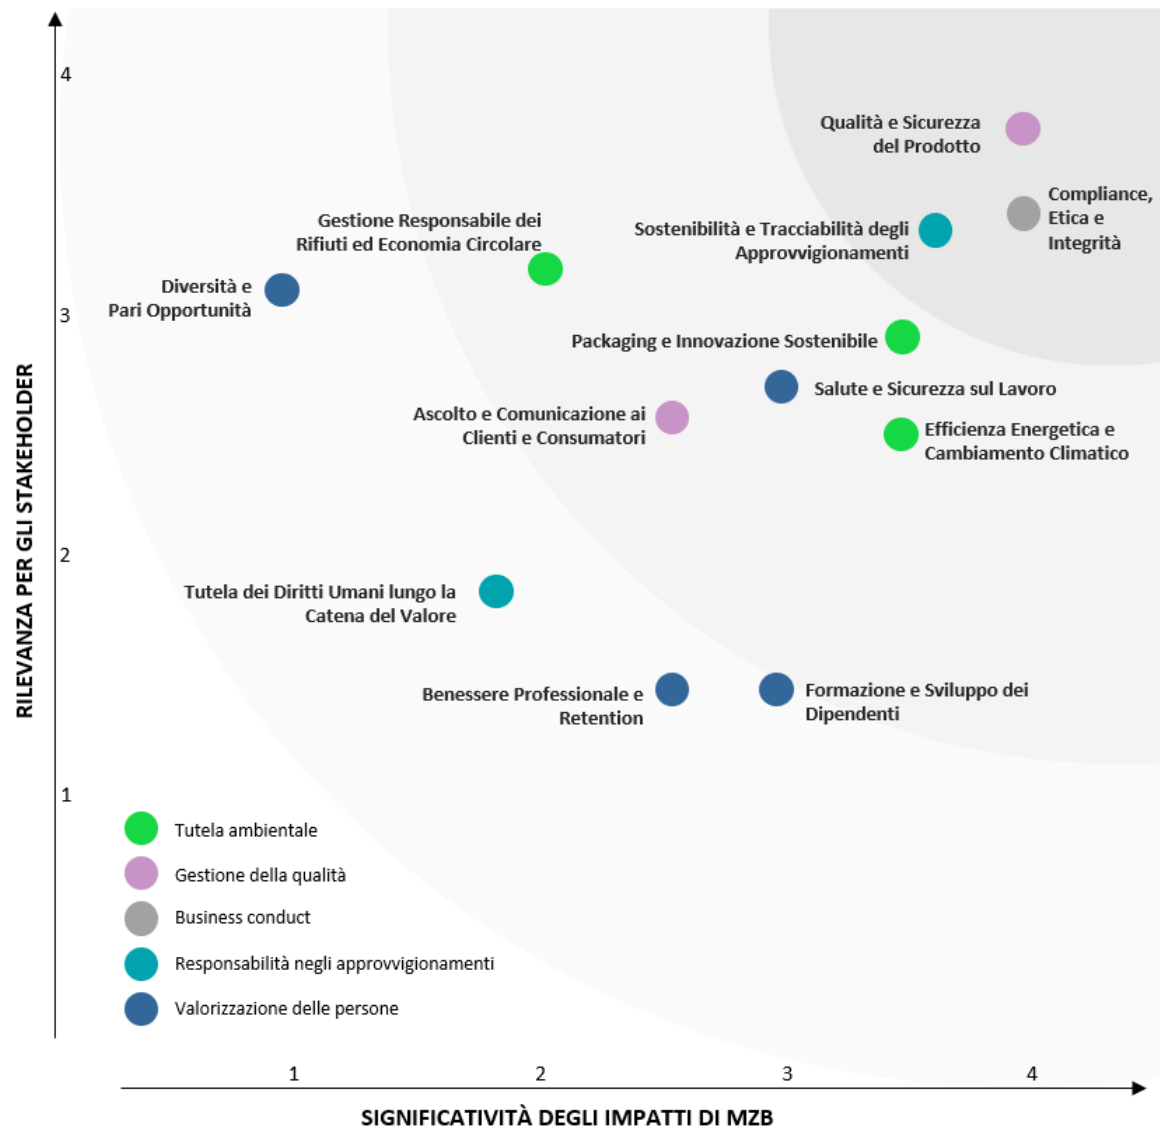 4
Qualità e Sicurezza
del Prodotto
Compliance,
Etica e
Integrità
Gestione Responsabile dei
Rifiuti ed Economia Circolare
Sostenibilità e Tracciabilità degli
Approvvigionamenti
Diversità e
Pari Opportunità
3
Packaging e Innovazione Sostenibile
Salute e Sicurezza sul Lavoro
Ascolto e Comunicazione ai
Clienti e Consumatori
Efficienza Energetica e
Cambiamento Climatico
RILEVANZA PER GLI STAKEHOLDER
2
Tutela dei Diritti Umani lungo la
Catena del Valore
Benessere Professionale e
Retention
Formazione e Sviluppo dei
Dipendenti
1
Tutela ambientale
Gestione della qualità
Business conduct
Responsabilità negli approvvigionamenti
Valorizzazione delle persone
1 2 3 4
SIGNIFICATIVITÀ DEGLI IMPATTI DI MZB